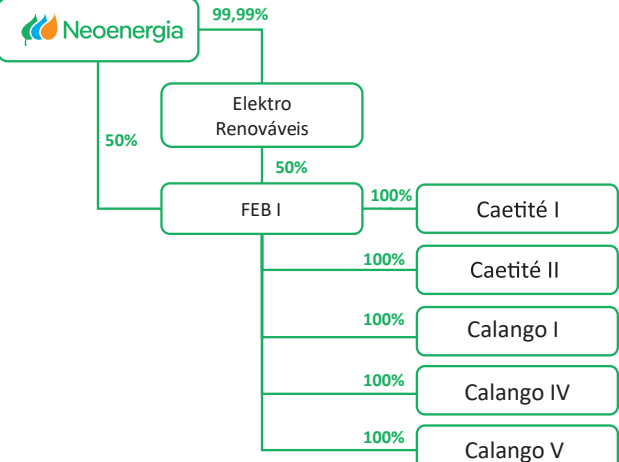 Neoenergia
99,99%
Elektro
Renováveis
50%
50%
FEB I
100%
Caetité I
100%
Caetité II
100%
Calango I
100%
Calango IV
100%
Calango V